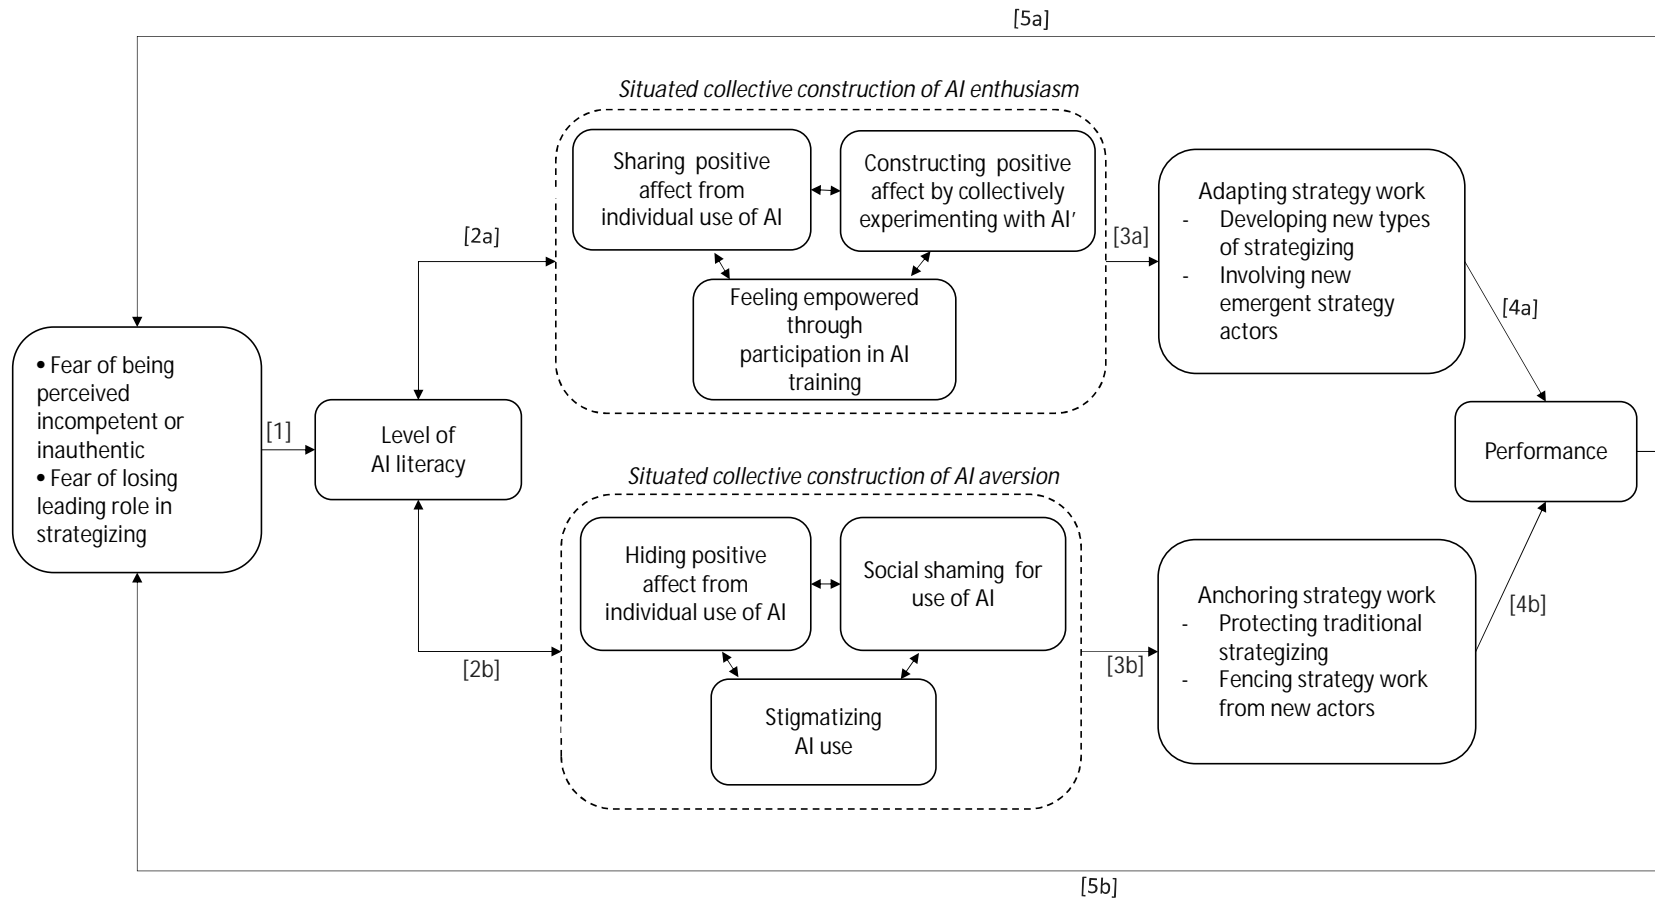 [5a]
Situated collective construction of AI enthusiasm
Sharing positive
affect from
individual use of AI
Constructing positive
affect by collectively
experimenting with AI’
Feeling empowered
through
participation in AI
training
[2a]
[3a]
Adapting strategy work
- Developing new types
of strategizing
- Involving new
emergent strategy
actors
[4a]
• Fear of being
perceived
incompetent or
inauthentic
• Fear of losing
leading role in
strategizing
[1]
Level of
AI literacy
Performance
Situated collective construction of AI aversion
Hiding positive
affect from
individual use of AI
Social shaming for
use of AI
Stigmatizing
AI use
[2b]
[3b]
Anchoring strategy work
- Protecting traditional
strategizing
- Fencing strategy work
from new actors
[4b]
[5b]